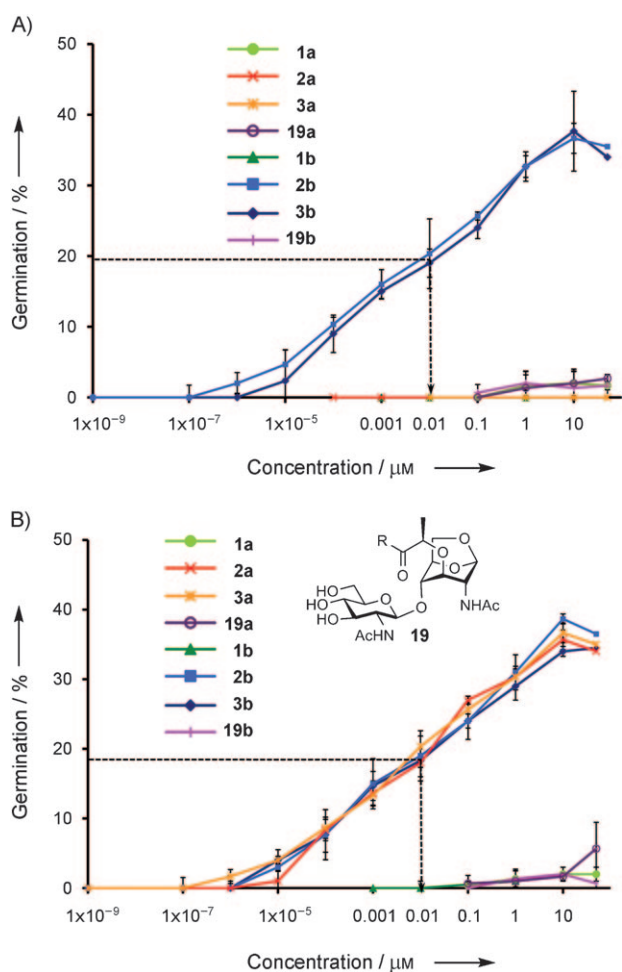 A)
50
40
30
20
10
0
Germination / %
1a
2a
3a
19a
1b
2b
3b
19b
1x10⁻⁹ 1x10⁻⁷ 1x10⁻⁵ 0.001 0.01 0.1 1 10
Concentration / μM
B)
50
40
30
20
10
0
Germination / %
1a
2a
3a
19a
1b
2b
3b
19b
R O
O O
O NHAc
HO O
HO O
HO
AcHN 19
1x10⁻⁹ 1x10⁻⁷ 1x10⁻⁵ 0.001 0.01 0.1 1 10
Concentration / μM